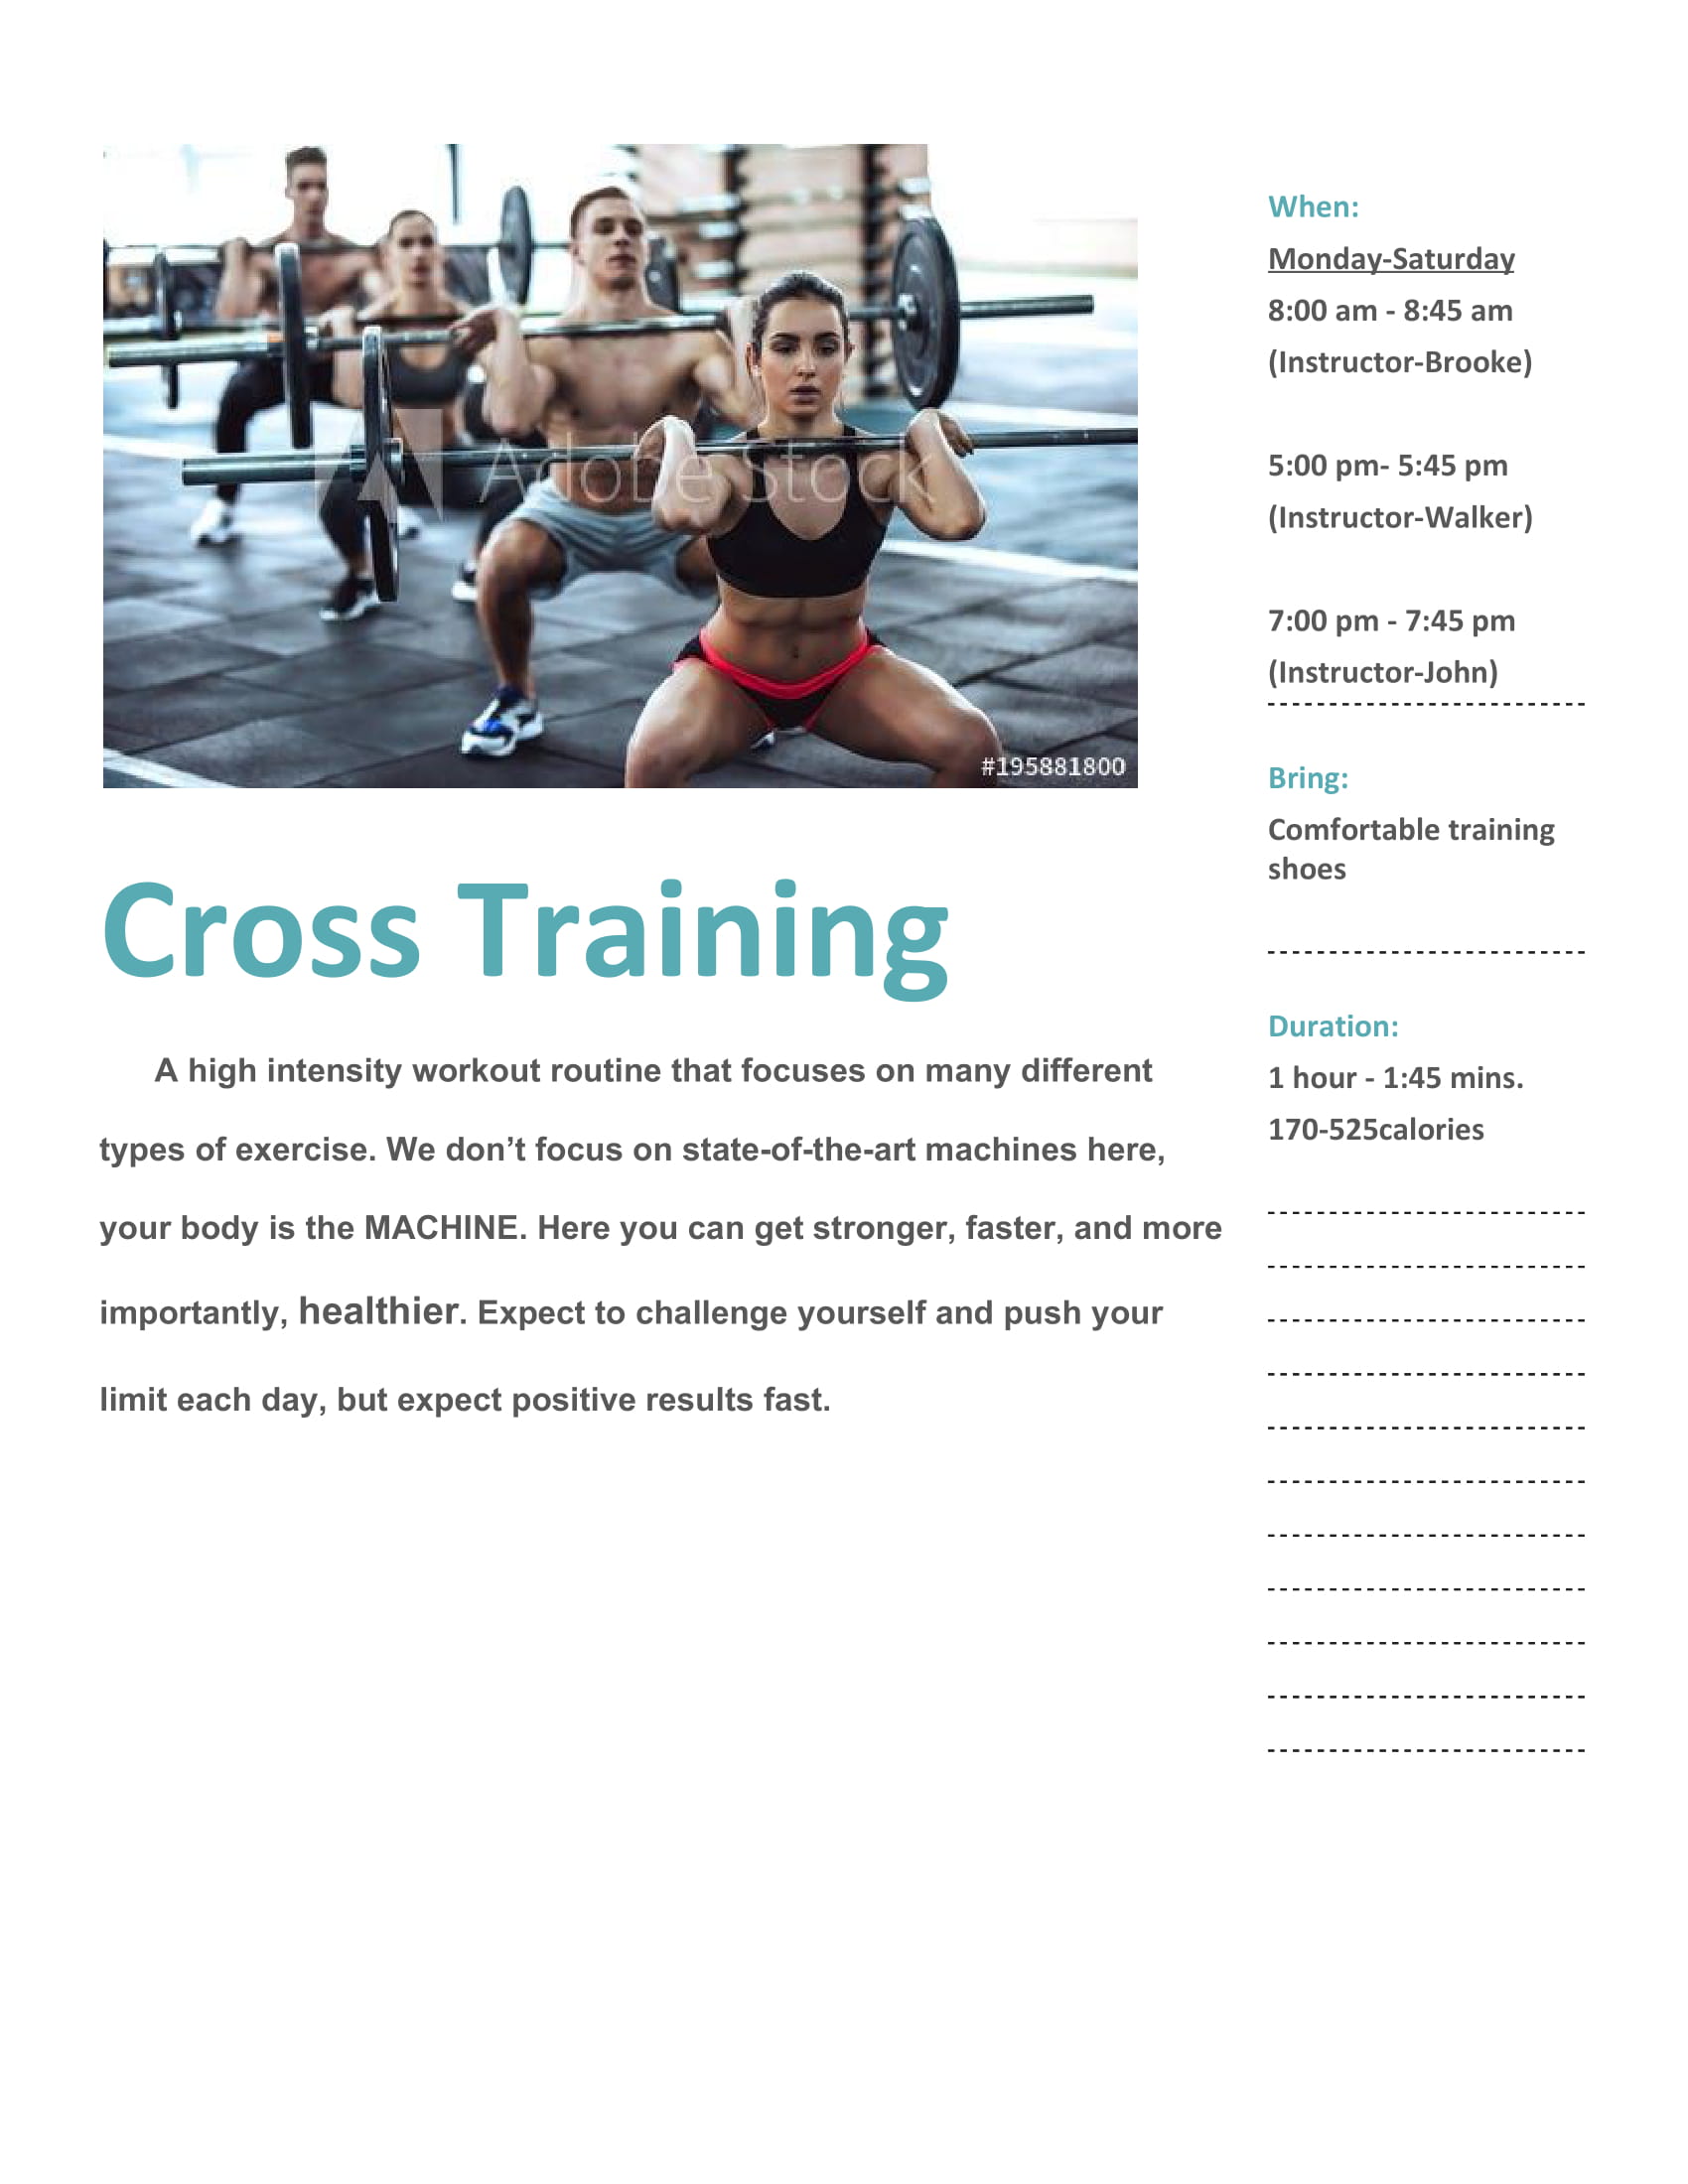 Adobe Stock
#195881800
Cross Training
A high intensity workout routine that focuses on many different
types of exercise. We don’t focus on state-of-the-art machines here,
your body is the MACHINE. Here you can get stronger, faster, and more
importantly, healthier. Expect to challenge yourself and push your
limit each day, but expect positive results fast.
When:
Monday-Saturday
8:00 am - 8:45 am
(Instructor-Brooke)
5:00 pm- 5:45 pm
(Instructor-Walker)
7:00 pm - 7:45 pm
(Instructor-John)
Bring:
Comfortable training
shoes
Duration:
1 hour - 1:45 mins.
170-525calories